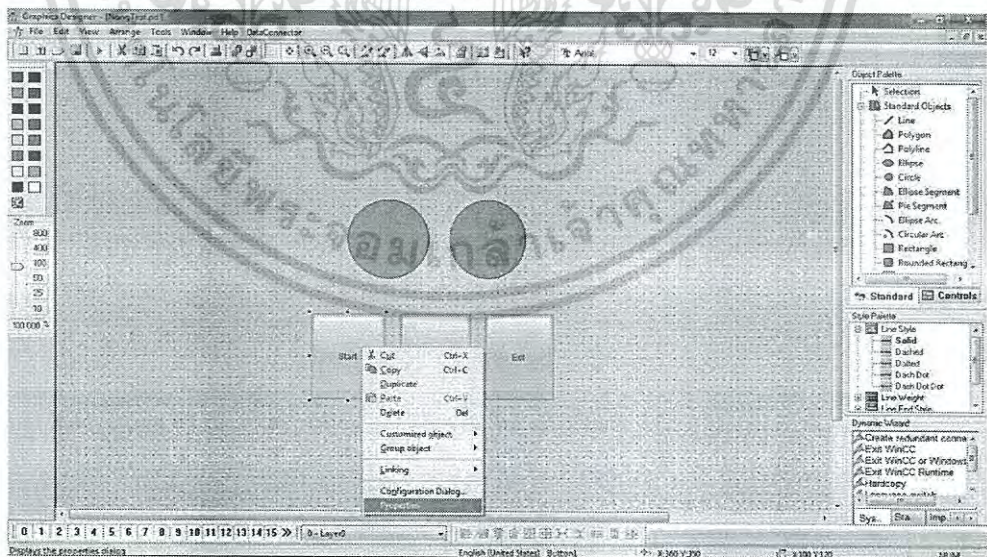 Graphics Designer - [NongTest.pdl]
File Edit View Arrange Tools Window Help DataConnector
Arial
12
Zoom
800
400
100
50
25
10
100.000 %
Start
Exit
Cut Ctrl-X
Copy Ctrl-C
Duplicate
Paste Ctrl-V
Delete Del
Customized object
Group object
Linking
Configuration Dialog...
Properties
Object Palette
Selection
Standard Objects
Line
Polygon
Polyline
Ellipse
Circle
Ellipse Segment
Pie Segment
Ellipse Arc
Circular Arc
Rectangle
Rounded Rectang
Standard Controls
Style Palette
Line Style
Solid
Dashed
Dotted
Dash Dot
Dash Dot Dot
Line Weight
Line End Style
Dynamic Wizard
Create redundant conne
Exit WinCC
Exit WinCC or Windows
Exit WinCC Runtime
Hardcopy
Language switch
Sys... Sta... Imp...
0 1 2 3 4 5 6 7 8 9 10 11 12 13 14 15 0 - Layer0
Displays the properties dialog
English (United States) Button1 X:360 Y:350 X:100 Y:120 NUM